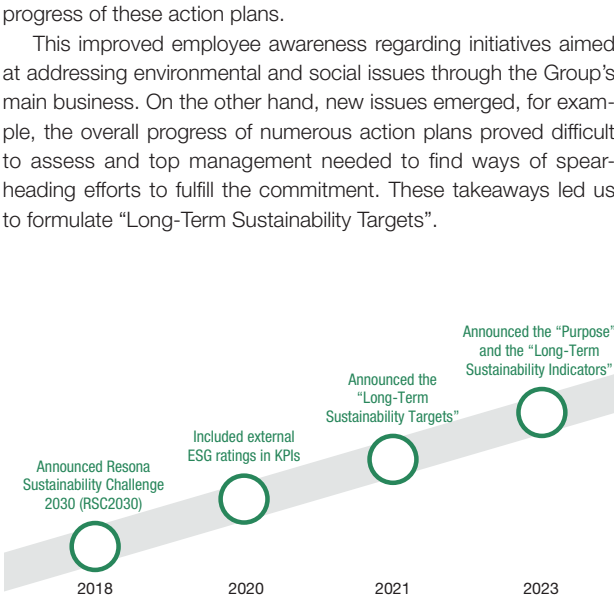 progress of these action plans.
This improved employee awareness regarding initiatives aimed
at addressing environmental and social issues through the Group’s
main business. On the other hand, new issues emerged, for exam-
ple, the overall progress of numerous action plans proved difficult
to assess and top management needed to find ways of spear-
heading efforts to fulfill the commitment. These takeaways led us
to formulate “Long-Term Sustainability Targets”.
Announced Resona
Sustainability Challenge
2030 (RSC2030)
Included external
ESG ratings in KPIs
Announced the
“Long-Term
Sustainability Targets”
Announced the “Purpose”
and the “Long-Term
Sustainability Indicators”
2018
2020
2021
2023